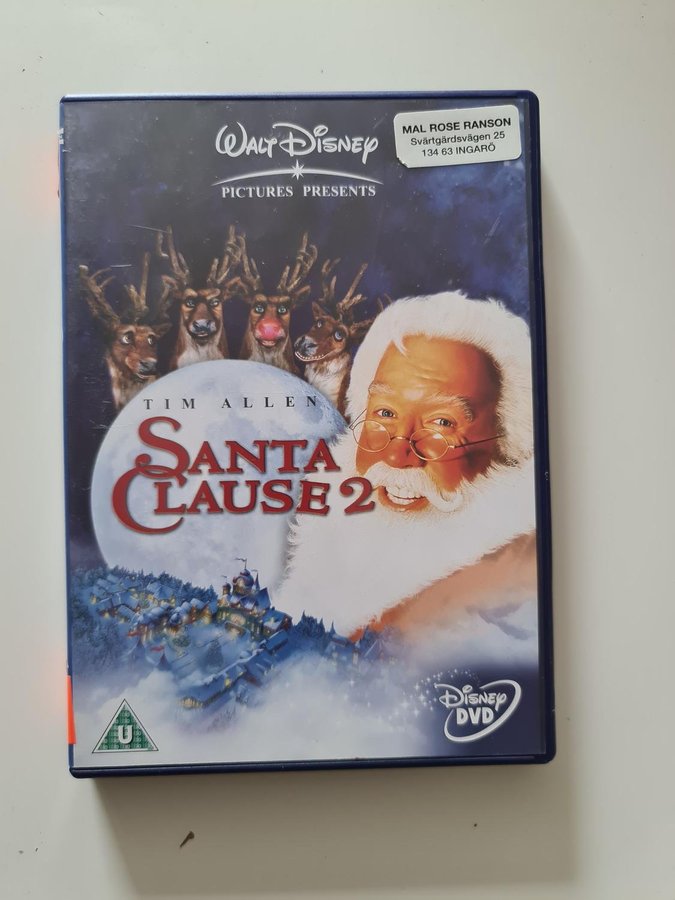 WALT DISNEY
PICTURES PRESENTS
MAL ROSE RANSON
Svärtgårdsvägen 25
134 63 INGARÖ
TIM ALLEN
SANTA
CLAUSE 2
U
DISNEY
DVD